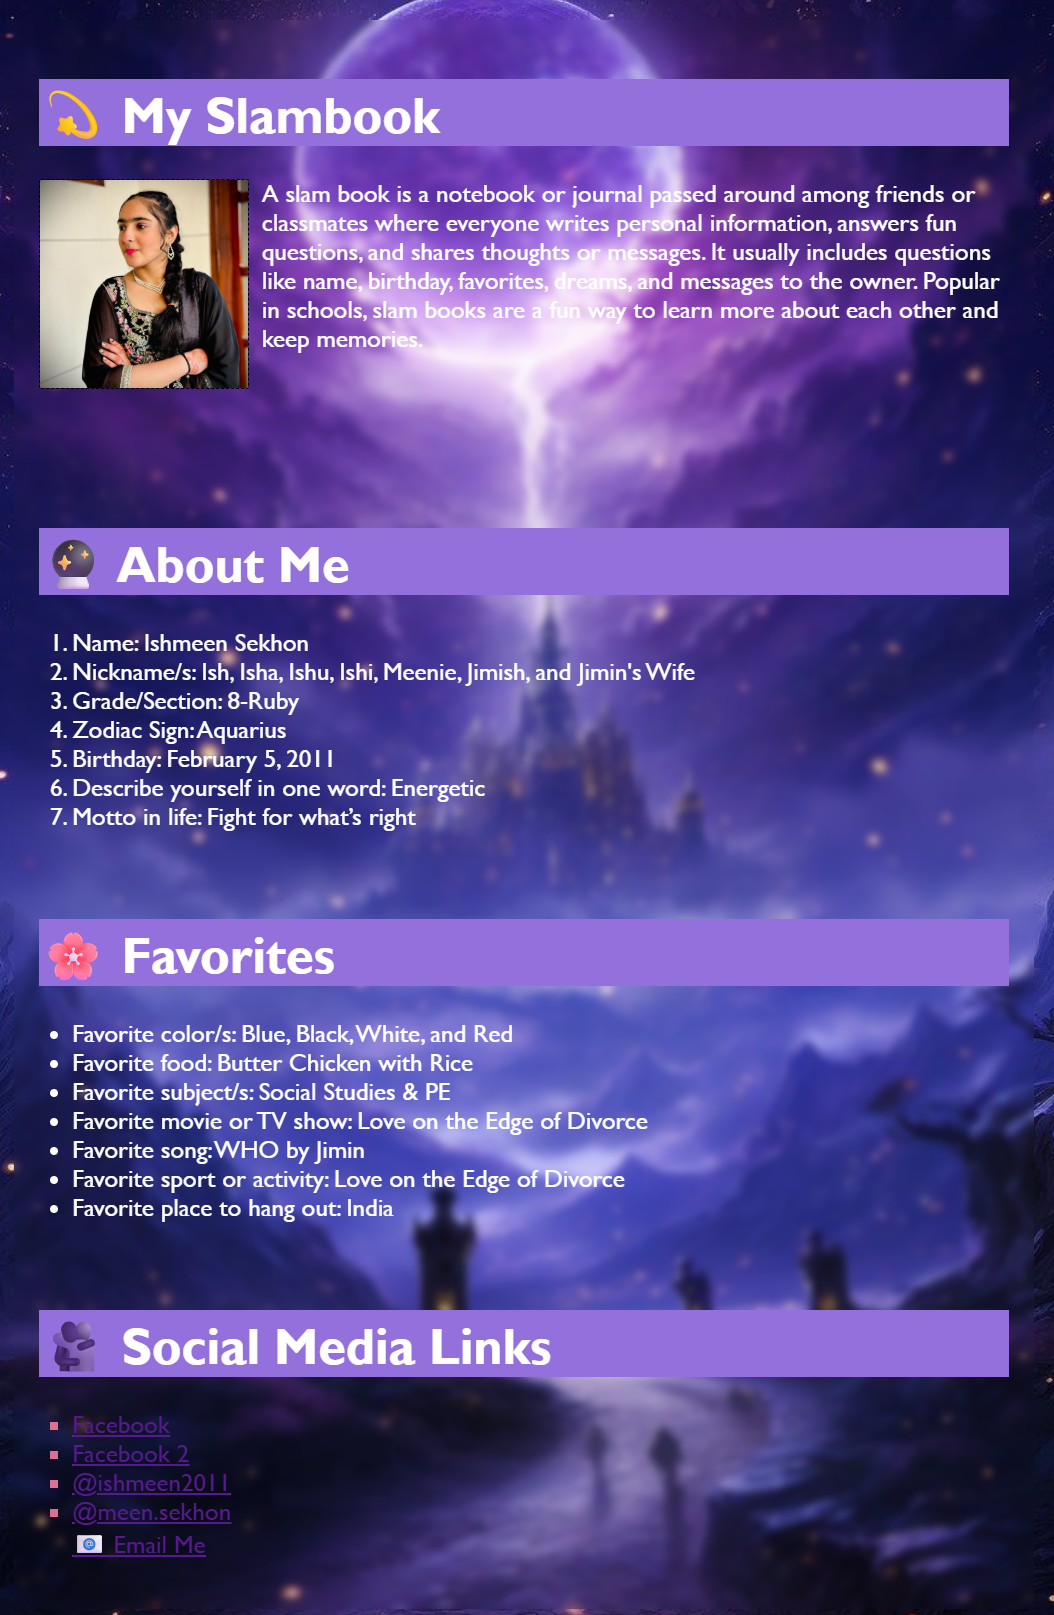 My Slambook
A slam book is a notebook or journal passed around among friends or
classmates where everyone writes personal information, answers fun
questions, and shares thoughts or messages. It usually includes questions
like name, birthday, favorites, dreams, and messages to the owner. Popular
in schools, slam books are a fun way to learn more about each other and
keep memories.
About Me
1. Name: Ishmeen Sekhon
2. Nickname/s: Ish, Isha, Ishu, Ishi, Meenie, Jimish, and Jimin's Wife
3. Grade/Section: 8-Ruby
4. Zodiac Sign: Aquarius
5. Birthday: February 5, 2011
6. Describe yourself in one word: Energetic
7. Motto in life: Fight for what’s right
Favorites
• Favorite color/s: Blue, Black, White, and Red
• Favorite food: Butter Chicken with Rice
• Favorite subject/s: Social Studies & PE
• Favorite movie or TV show: Love on the Edge of Divorce
• Favorite song: WHO by Jimin
• Favorite sport or activity: Love on the Edge of Divorce
• Favorite place to hang out: India
Social Media Links
▪ Facebook
▪ Facebook 2
▪ @ishmeen2011
▪ @meen.sekhon
Email Me